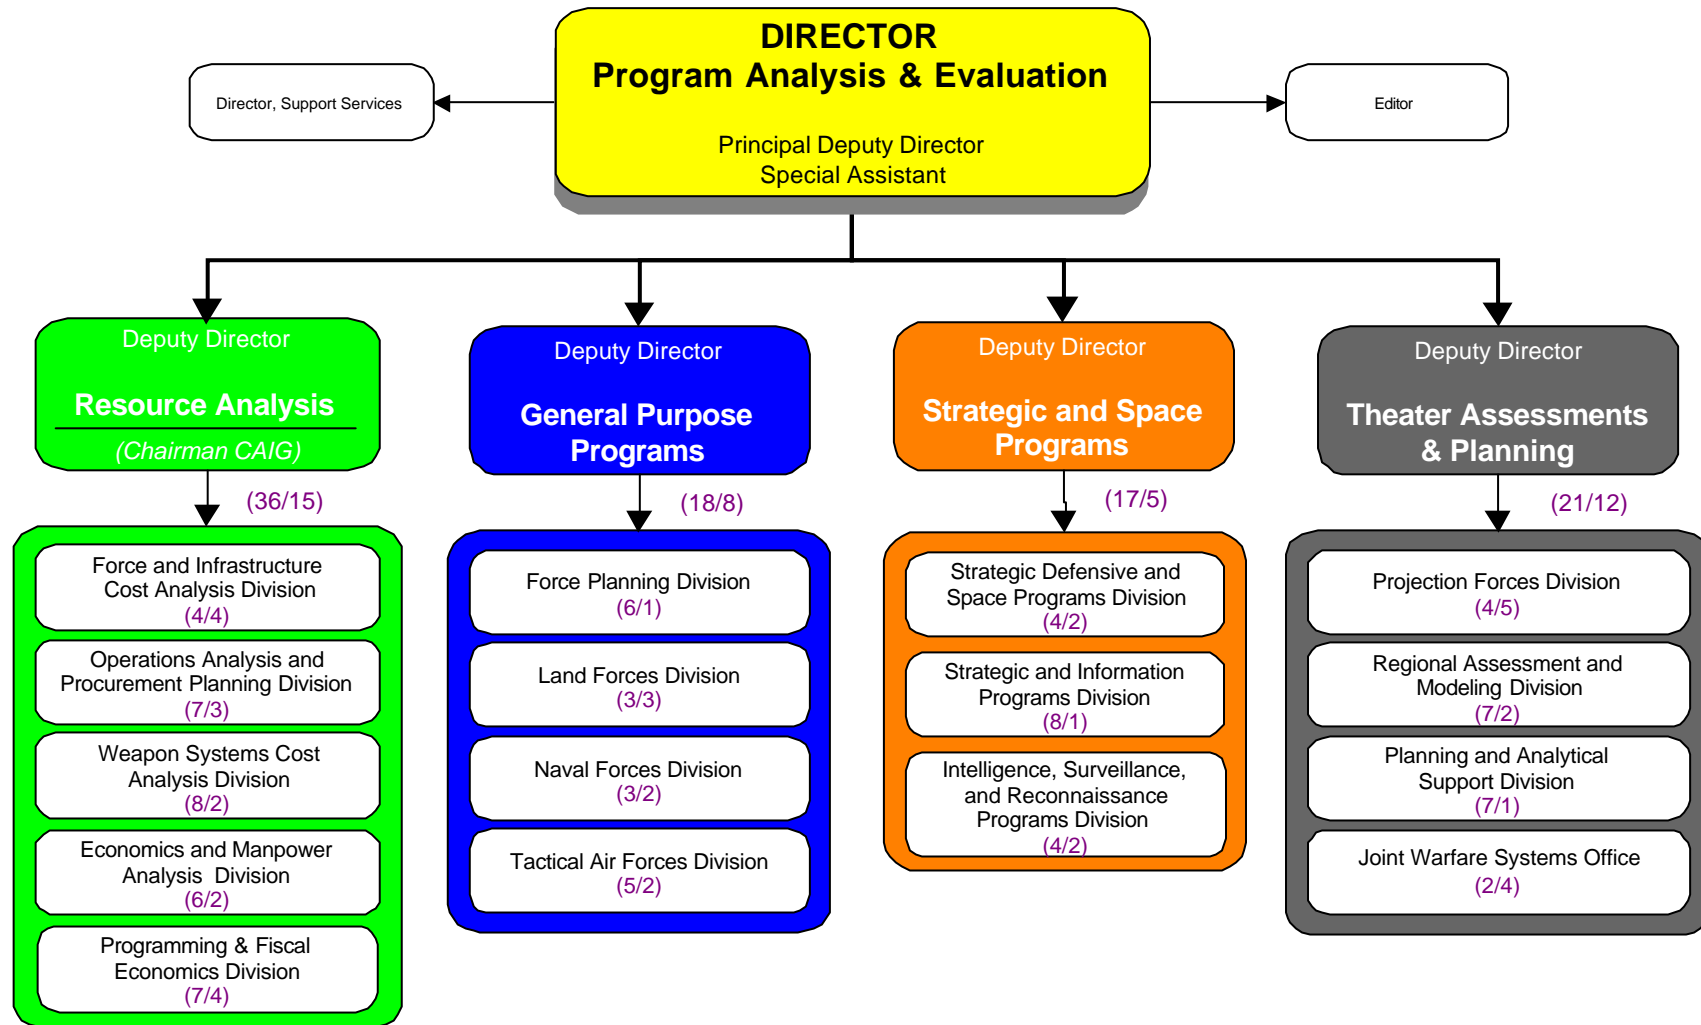 DIRECTOR
Program Analysis & Evaluation
Principal Deputy Director
Special Assistant
Director, Support Services
Editor
Deputy Director
Resource Analysis
(Chairman CAIG)
(36/15)
Force and Infrastructure
Cost Analysis Division
(4/4)
Operations Analysis and
Procurement Planning Division
(7/3)
Weapon Systems Cost
Analysis Division
(8/2)
Economics and Manpower
Analysis Division
(6/2)
Programming & Fiscal
Economics Division
(7/4)
Deputy Director
General Purpose
Programs
(18/8)
Force Planning Division
(6/1)
Land Forces Division
(3/3)
Naval Forces Division
(3/2)
Tactical Air Forces Division
(5/2)
Deputy Director
Strategic and Space
Programs
(17/5)
Strategic Defensive and
Space Programs Division
(4/2)
Strategic and Information
Programs Division
(8/1)
Intelligence, Surveillance,
and Reconnaissance
Programs Division
(4/2)
Deputy Director
Theater Assessments
& Planning
(21/12)
Projection Forces Division
(4/5)
Regional Assessment and
Modeling Division
(7/2)
Planning and Analytical
Support Division
(7/1)
Joint Warfare Systems Office
(2/4)